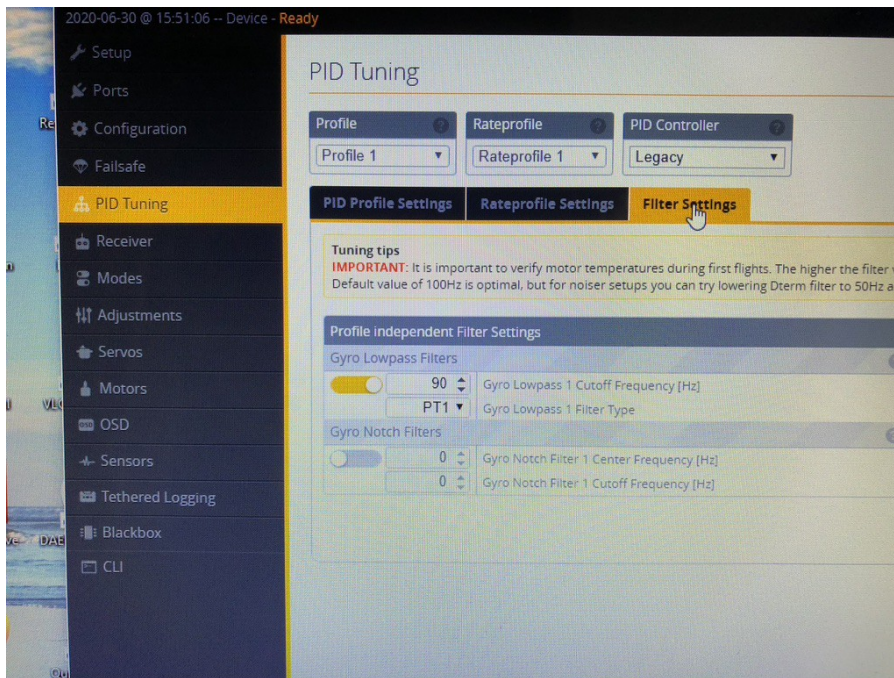 2020-06-30 @ 15:51:06 -- Device - Ready
Setup
Ports
Configuration
Failsafe
PID Tuning
Receiver
Modes
Adjustments
Servos
Motors
OSD
Sensors
Tethered Logging
Blackbox
CLI
PID Tuning
Profile
Rateprofile
PID Controller
Profile 1
Rateprofile 1
Legacy
PID Profile Settings
Rateprofile Settings
Filter Settings
Tuning tips
IMPORTANT: It is important to verify motor temperatures during first flights. The higher the filter
Default value of 100Hz is optimal, but for noiser setups you can try lowering Dterm filter to 50Hz
Profile independent Filter Settings
Gyro Lowpass Filters
90 Gyro Lowpass 1 Cutoff Frequency [Hz]
PT1 Gyro Lowpass 1 Filter Type
Gyro Notch Filters
0 Gyro Notch Filter 1 Center Frequency [Hz]
0 Gyro Notch Filter 1 Cutoff Frequency [Hz]
Re
DAE